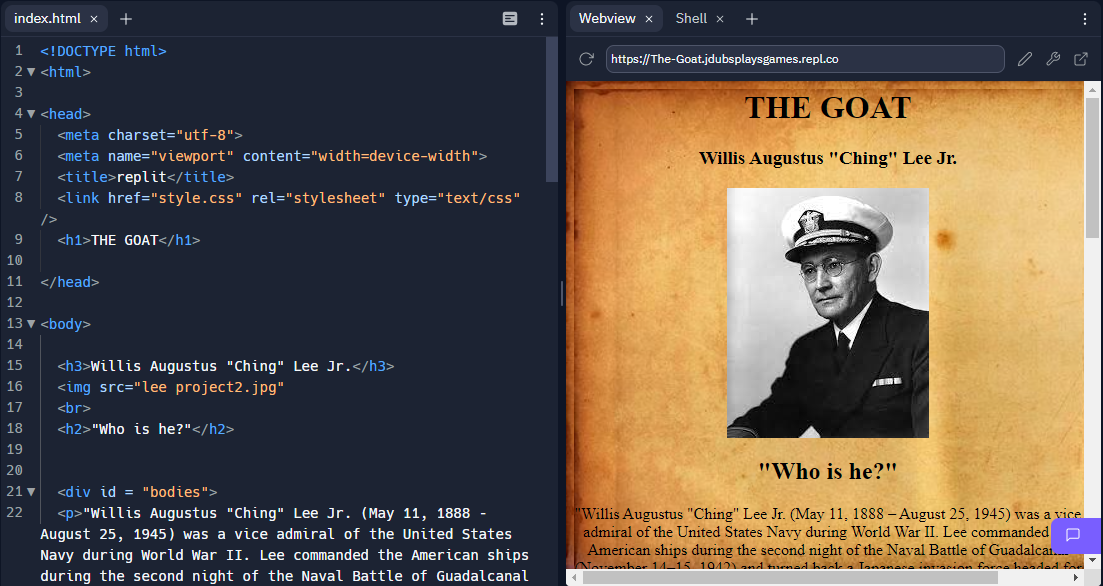 index.html
1 <!DOCTYPE html>
2 <html>
3
4 <head>
5 <meta charset="utf-8">
6 <meta name="viewport" content="width=device-width">
7 <title>replit</title>
8 <link href="style.css" rel="stylesheet" type="text/css"
/>
9 <h1>THE GOAT</h1>
10
11 </head>
12
13 <body>
14
15 <h3>Willis Augustus "Ching" Lee Jr.</h3>
16 <img src="lee project2.jpg"
17 <br>
18 <h2>"Who is he?"</h2>
19
20
21 <div id = "bodies">
22 <p>"Willis Augustus "Ching" Lee Jr. (May 11, 1888 -
August 25, 1945) was a vice admiral of the United States
Navy during World War II. Lee commanded the American ships
during the second night of the Naval Battle of Guadalcanal
Webview
Shell
https://The-Goat.jdubsplaysgames.repl.co
THE GOAT
Willis Augustus "Ching" Lee Jr.
"Who is he?"
"Willis Augustus "Ching" Lee Jr. (May 11, 1888 – August 25, 1945) was a vice
admiral of the United States Navy during World War II. Lee commanded
American ships during the second night of the Naval Battle of Guadalcanal
(November 14–15, 1942) and turned back a Japanese invasion force headed for